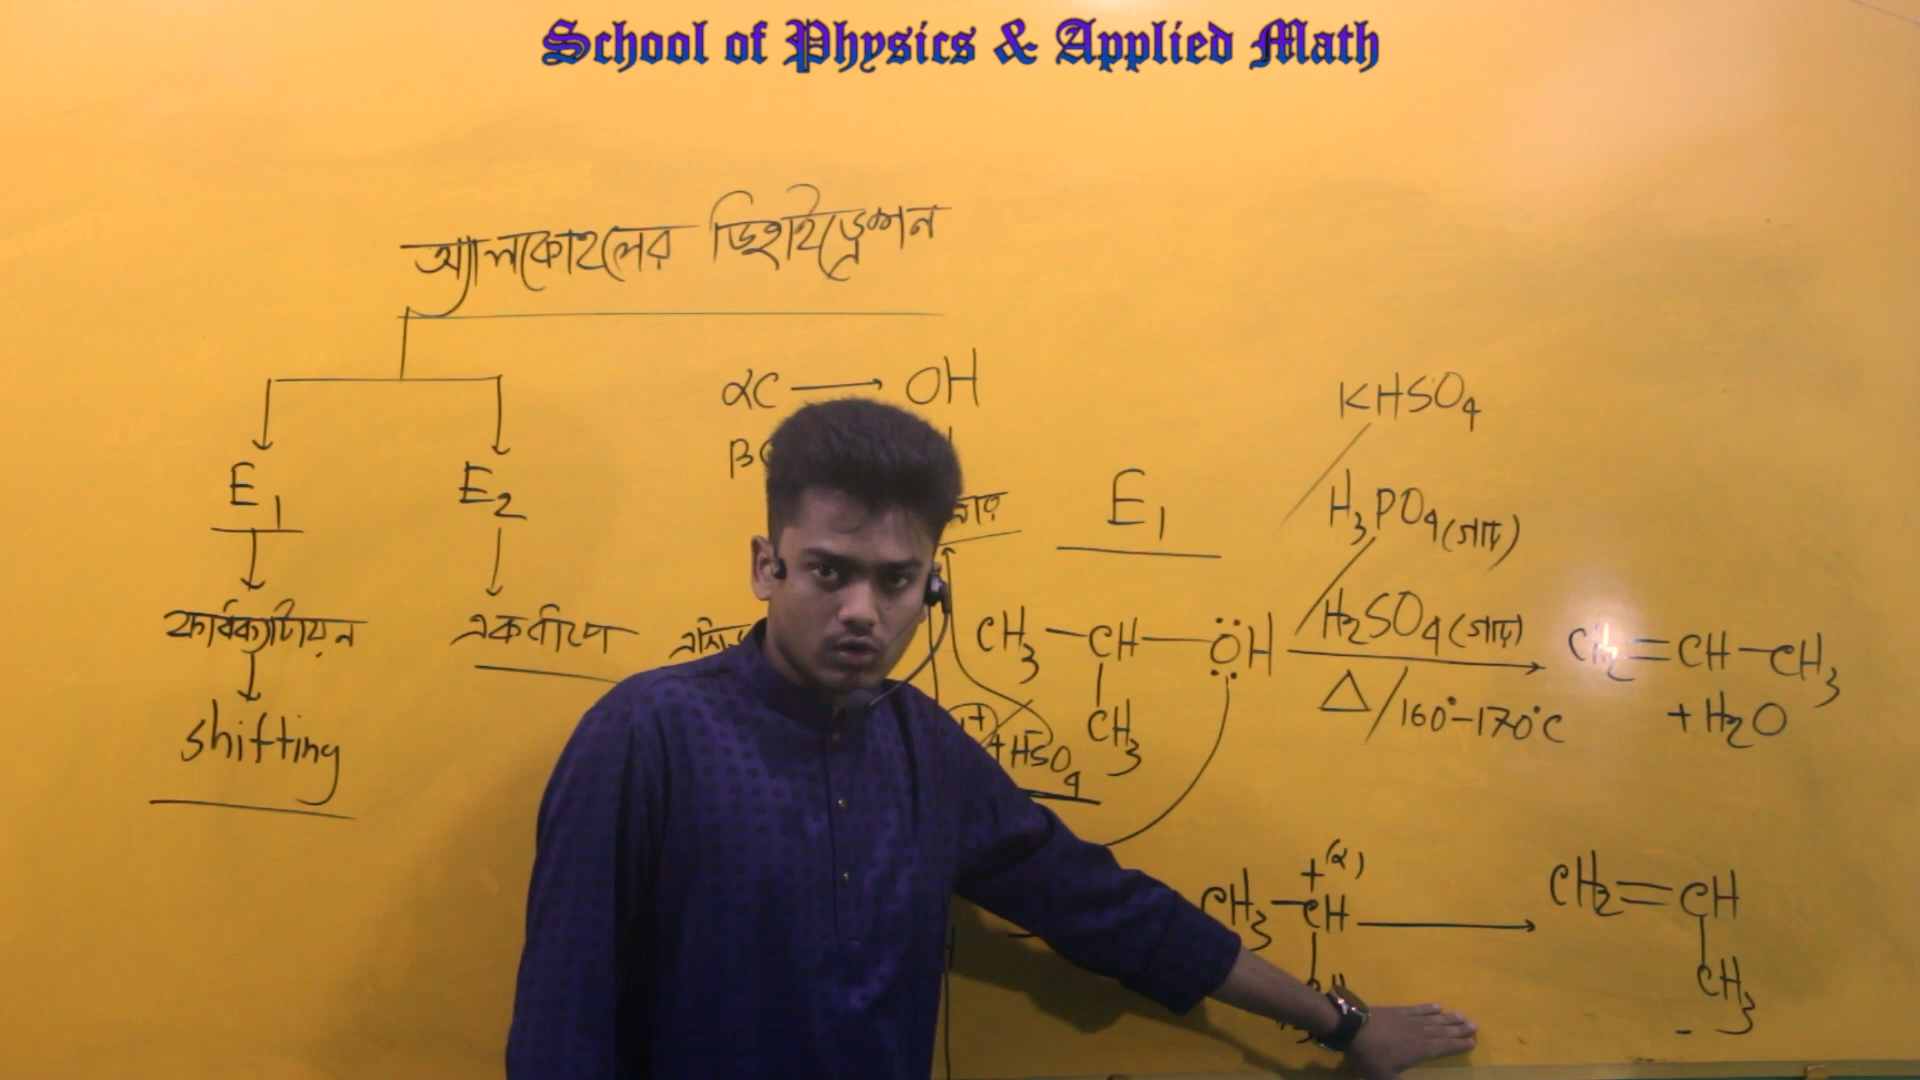 School of Physics & Applied Math
অ্যালকোহলের ডিহাইড্রেশন
αC → OH
E1
E2
কার্বক্যাটায়ন
shifting
একধাপে
E1
KHSO4
H3PO4(গাঢ়)
H2SO4(গাঢ়)
Δ/160°-170°C
CH3-CH-ÖH
CH3
CH2=CH-CH3
+H2O
+HSO4
+(α)
CH3-CH →
CH2=CH
CH3